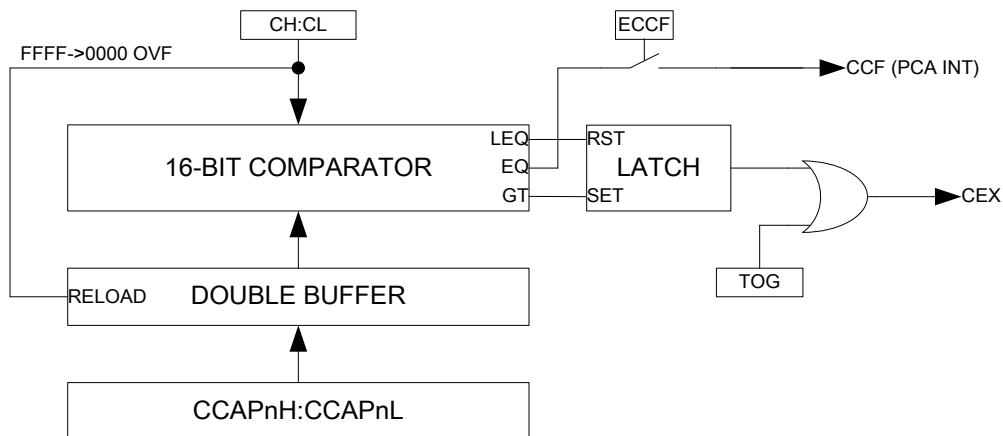 CH:CL
ECCF
FFFF->0000 OVF
CCF (PCA INT)
16-BIT COMPARATOR
LEQ
EQ
GT
RST
LATCH
SET
CEX
TOG
RELOAD
DOUBLE BUFFER
CCAPnH:CCAPnL